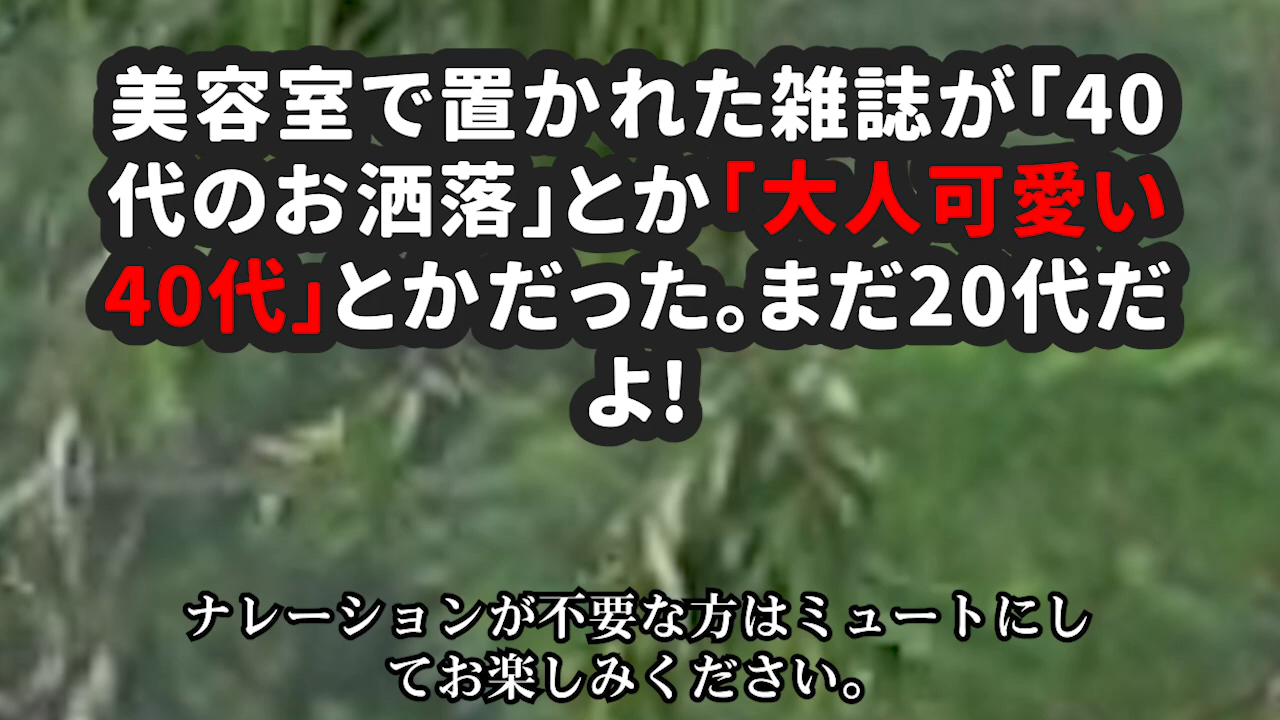 美容室で置かれた雑誌が「40
代のお洒落」とか「大人可愛い
40代」とかだった。まだ20代だ
よ!
ナレーションが不要な方はミュートにし
てお楽しみください。